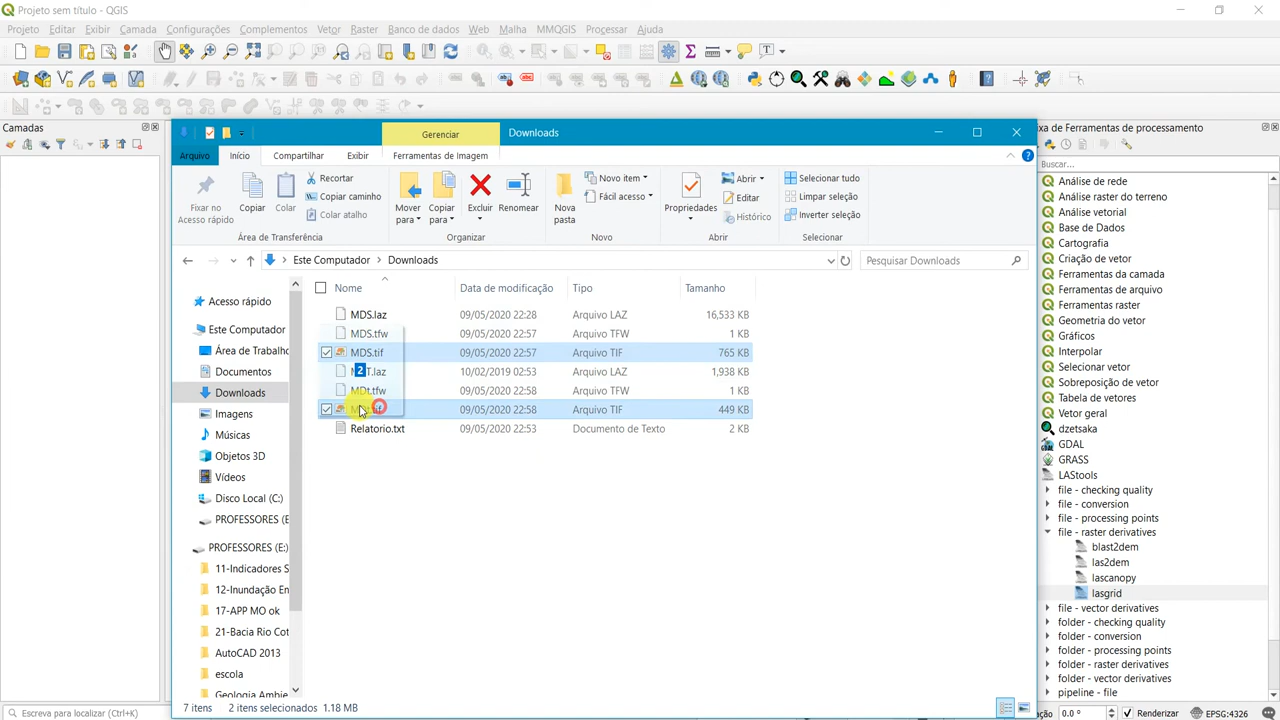 Projeto sem título - QGIS
Projeto Editar Exibir Camada Configurações Complementos Vetor Raster Banco de dados Web MMQGIS Malha Processar Ajuda
Camadas
Gerenciar Downloads
Arquivo Início Compartilhar Exibir Ferramentas de Imagem
Fixar no Acesso rápido
Copiar
Colar
Recortar
Copiar caminho
Colar atalho
Área de Transferência
Mover para
Copiar para
Excluir
Renomear
Organizar
Nova pasta
Novo item
Fácil acesso
Novo
Propriedades
Abrir
Editar
Histórico
Abrir
Selecionar tudo
Limpar seleção
Inverter seleção
Selecionar
Este Computador > Downloads
Pesquisar Downloads
Acesso rápido
Este Computador
Área de Trabalho
Documentos
Downloads
Imagens
Músicas
Objetos 3D
Vídeos
Disco Local (C:)
PROFESSORES (E
PROFESSORES (E:)
11-Indicadores S
12-Inundação En
17-APP MO ok
21-Bacia Rio Cot
AutoCAD 2013
escola
Geologia Ambie
Nome Data de modificação Tipo Tamanho
MDS.laz 09/05/2020 22:28 Arquivo LAZ 16,533 KB
MDS.tfw 09/05/2020 22:57 Arquivo TFW 1 KB
MDS.tif 09/05/2020 22:57 Arquivo TIF 765 KB
2 T.laz 10/02/2019 02:53 Arquivo LAZ 1,938 KB
MDt.tfw 09/05/2020 22:58 Arquivo TFW 1 KB
09/05/2020 22:58 Arquivo TIF 449 KB
Relatorio.txt 09/05/2020 22:53 Documento de Texto 2 KB
7 itens 2 itens selecionados 1.18 MB
ixa de Ferramentas de processamento
Buscar...
Análise de rede
Análise raster do terreno
Análise vetorial
Base de Dados
Cartografia
Criação de vetor
Ferramentas da camada
Ferramentas de arquivo
Ferramentas raster
Geometria do vetor
Gráficos
Interpolar
Selecionar vetor
Sobreposição de vetor
Tabela de vetores
Vetor geral
dzetsaka
GDAL
GRASS
LAStools
file - checking quality
file - conversion
file - processing points
file - raster derivatives
blast2dem
las2dem
lascanopy
lasgrid
file - vector derivatives
folder - checking quality
folder - conversion
folder - processing points
folder - raster derivatives
folder - vector derivatives
pipeline - file
Escreva para localizar (Ctrl+K)
ação 0.0 ° Renderizar EPSG:4326